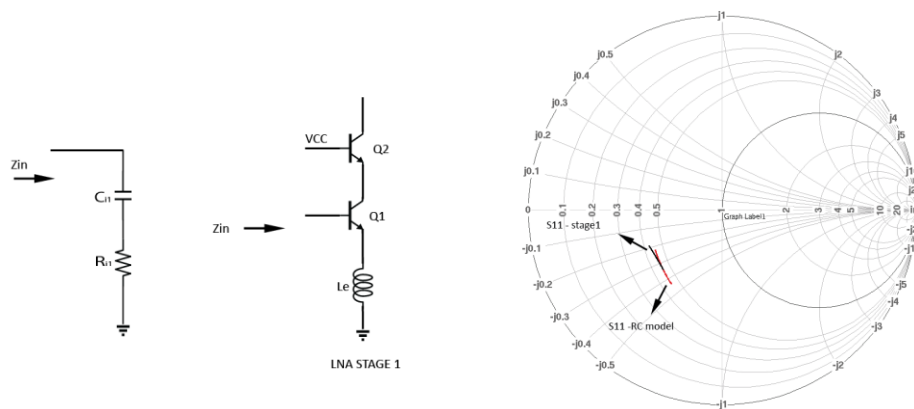 Zin
Ci1
Ri1
VCC
Q2
Zin
Q1
Le
LNA STAGE 1
j1
j0.5
j2
j0.4
j3
j0.3
j4
j0.2
j5
j0.1
0
0.1
0.2
0.3
0.4
0.5
1
2
3
4
5
10
20
Graph Label1
S11 - stage1
-j0.1
-j0.2
-j5
-j4
-j0.3
S11 -RC model
-j3
-j0.4
-j0.5
-j2
-j1